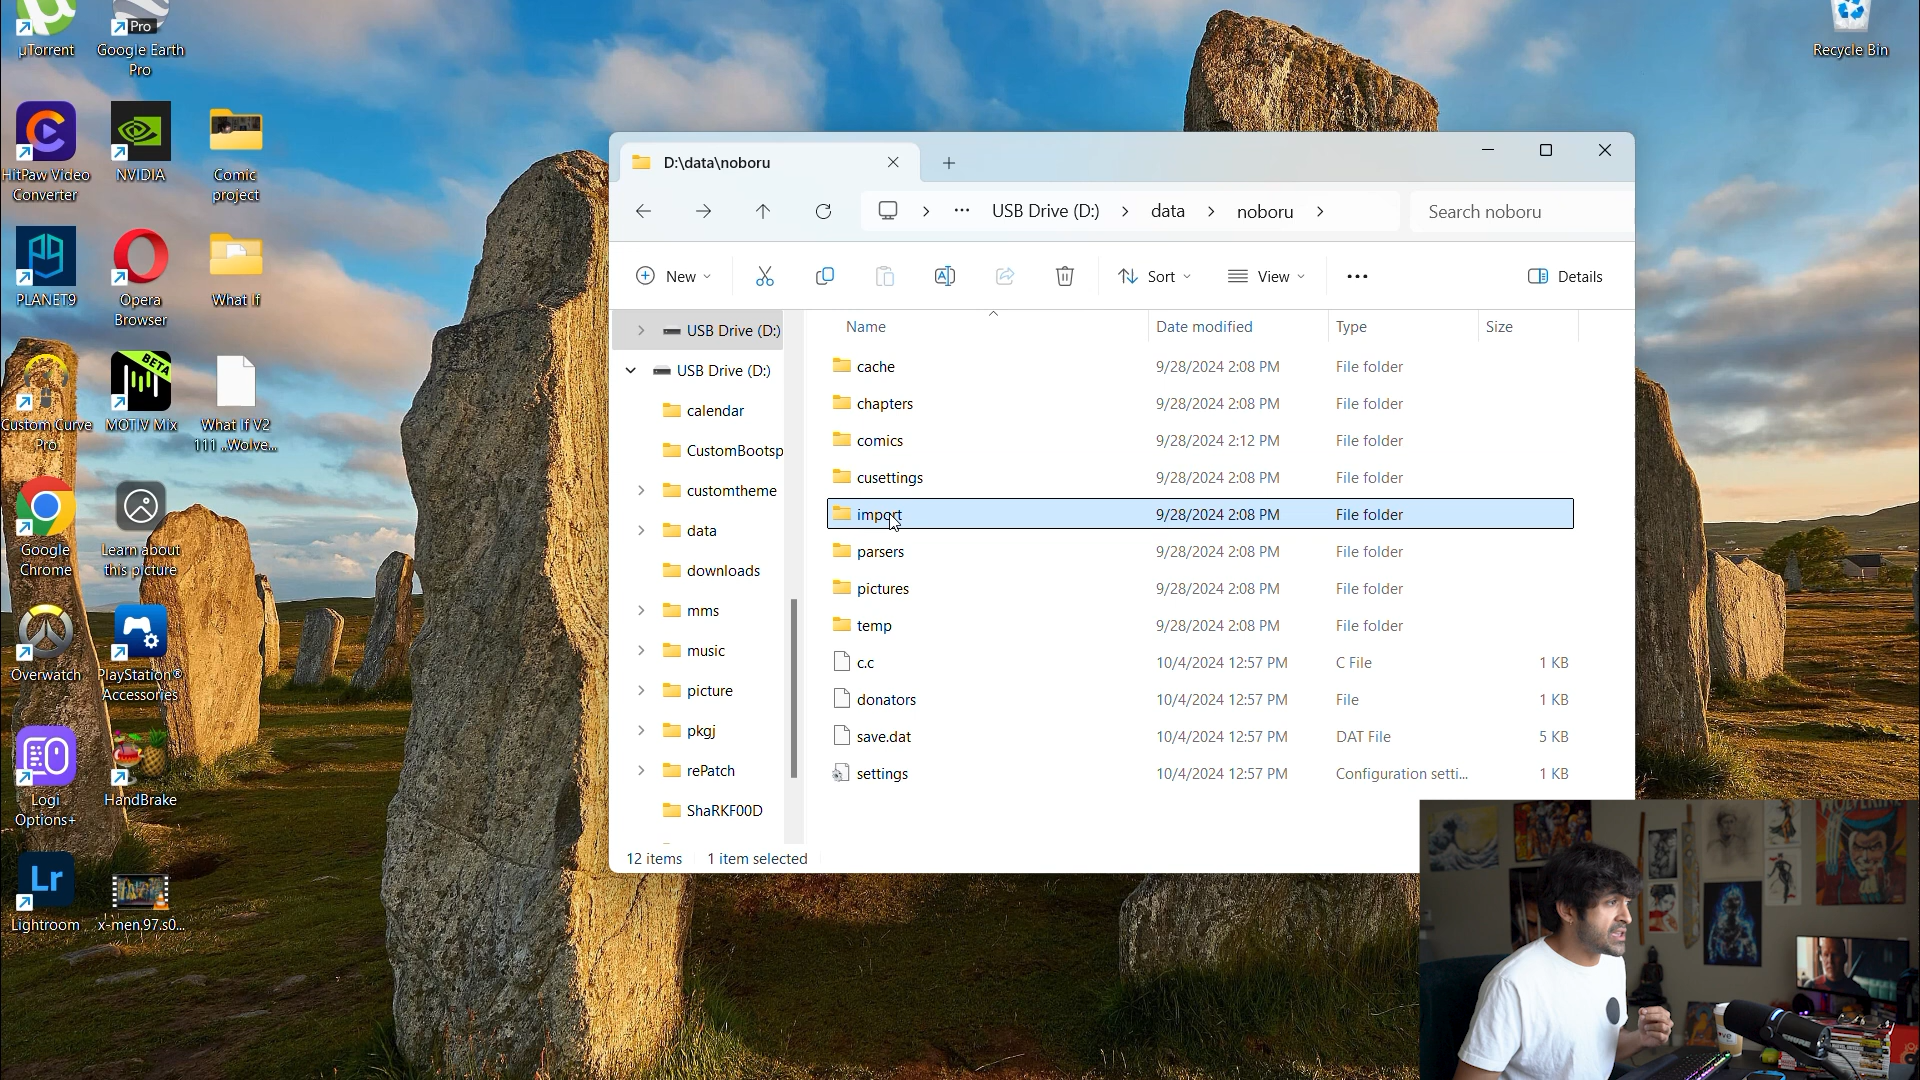 µTorrent
Pro
Google Earth
Pro
Recycle Bin
HitPaw Video
Converter
NVIDIA
Comic
project
PLANET9
Opera
Browser
What If
Custom Curve
Pro
BETA
MOTIV Mix
What If V2
111 ..Wolve...
Google
Chrome
Learn about
this picture
Overwatch
PlayStation®
Accessories
Logi
Options+
HandBrake
Lr
Lightroom
x-men.97.s0...
D:\data\noboru
USB Drive (D:)
data
noboru
Search noboru
New
Sort
View
Details
USB Drive (D:)
USB Drive (D:)
calendar
CustomBootsp
customtheme
data
downloads
mms
music
picture
pkgj
rePatch
ShaRKF00D
Name Date modified Type Size
cache 9/28/2024 2:08 PM File folder
chapters 9/28/2024 2:08 PM File folder
comics 9/28/2024 2:12 PM File folder
cusettings 9/28/2024 2:08 PM File folder
import 9/28/2024 2:08 PM File folder
parsers 9/28/2024 2:08 PM File folder
pictures 9/28/2024 2:08 PM File folder
temp 9/28/2024 2:08 PM File folder
c.c 10/4/2024 12:57 PM C File 1 KB
donators 10/4/2024 12:57 PM File 1 KB
save.dat 10/4/2024 12:57 PM DAT File 5 KB
settings 10/4/2024 12:57 PM Configuration setti... 1 KB
12 items 1 item selected
WOLVERINE